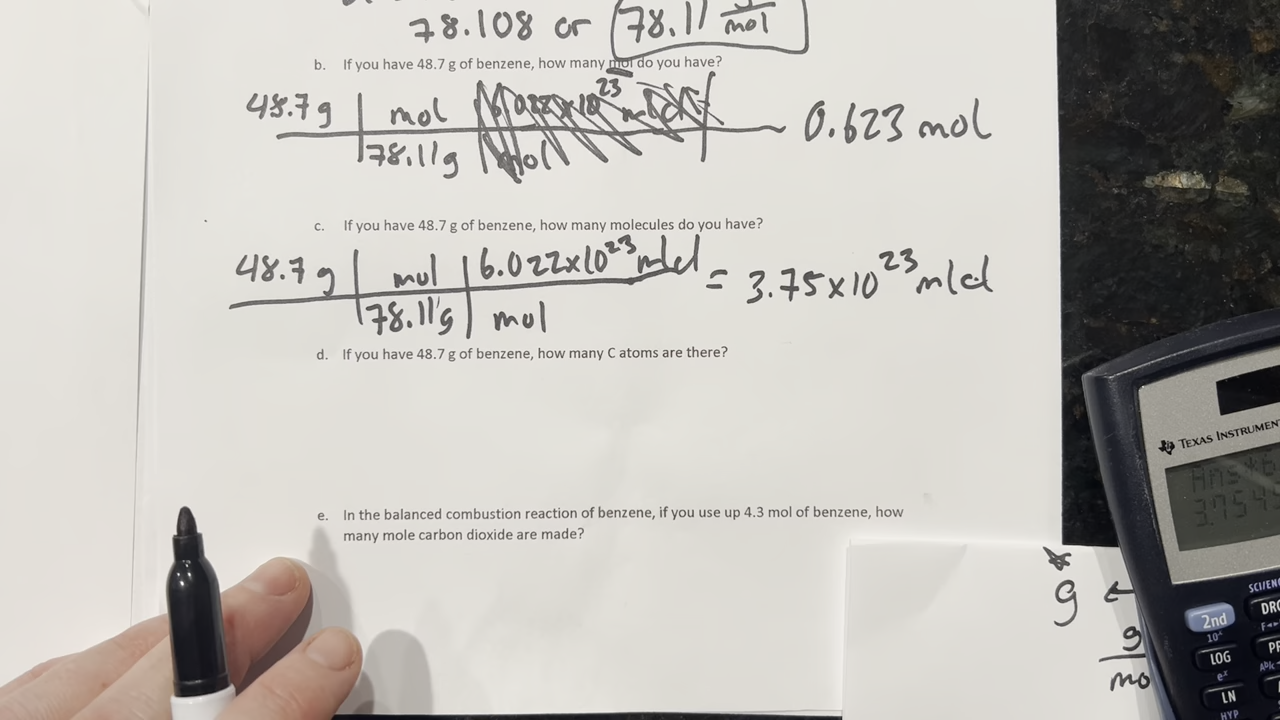 78.108 or 78.11 g/mol
b. If you have 48.7 g of benzene, how many mol do you have?
48.7 g | mol
78.11 g mol
0.623 mol
c. If you have 48.7 g of benzene, how many molecules do you have?
48.7 g | mol | 6.022x10^23 mlcl
78.11 g | mol
= 3.75x10^23 mlcl
d. If you have 48.7 g of benzene, how many C atoms are there?
e. In the balanced combustion reaction of benzene, if you use up 4.3 mol of benzene, how
many mole carbon dioxide are made?
g ←
g
TEXAS INSTRUMEN
2nd
10ˣ
LOG
eˣ
LN
HYP